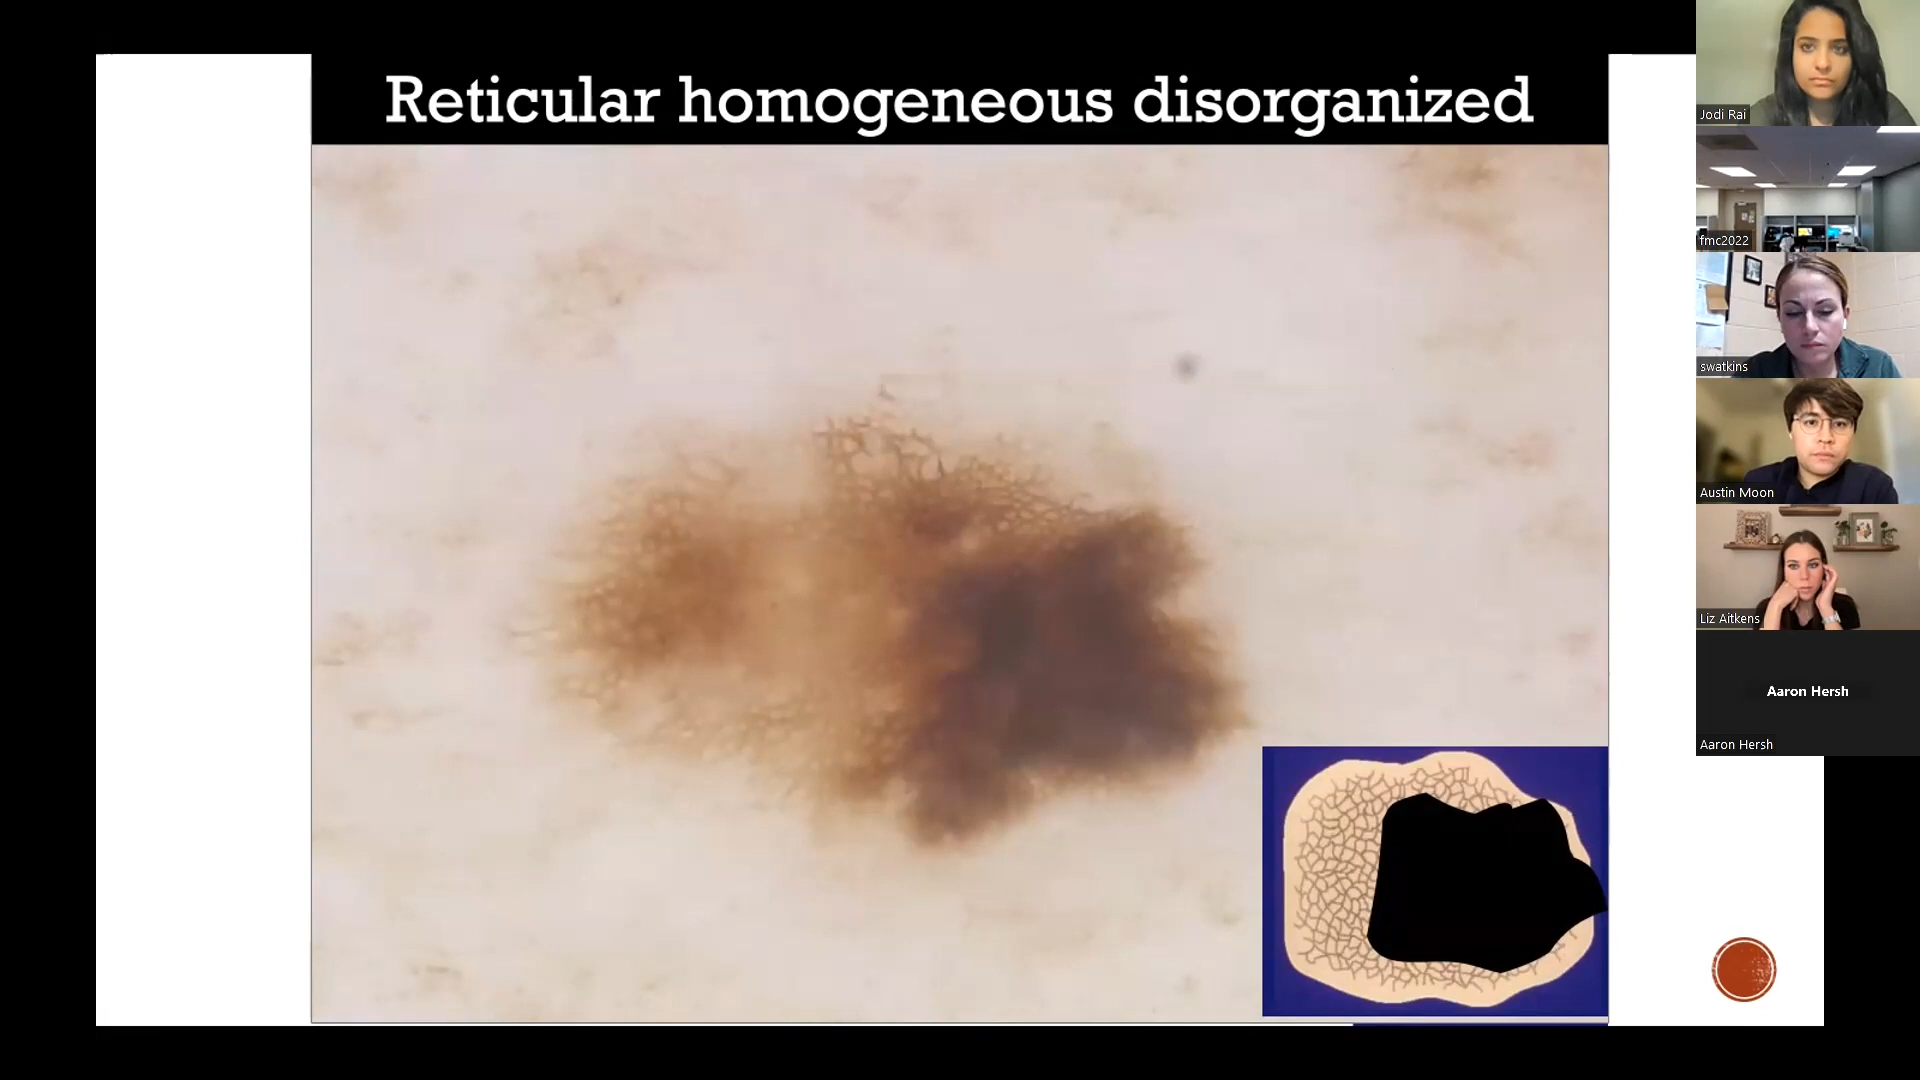 Reticular homogeneous disorganized
Jodi Rai
fmc2022
swatkins
Austin Moon
Liz Aitkens
Aaron Hersh
Aaron Hersh